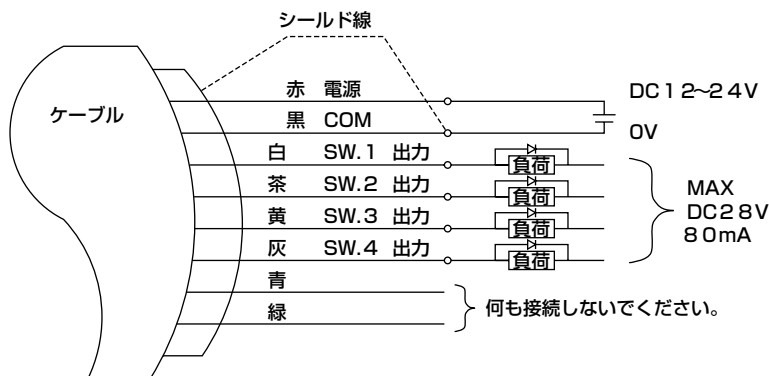 シールド線
ケーブル
赤 電源
DC12~24V
黒 COM
0V
白 SW.1 出力
負荷
茶 SW.2 出力
負荷
黄 SW.3 出力
負荷
灰 SW.4 出力
負荷
MAX
DC28V
80mA
青
緑
何も接続しないでください。